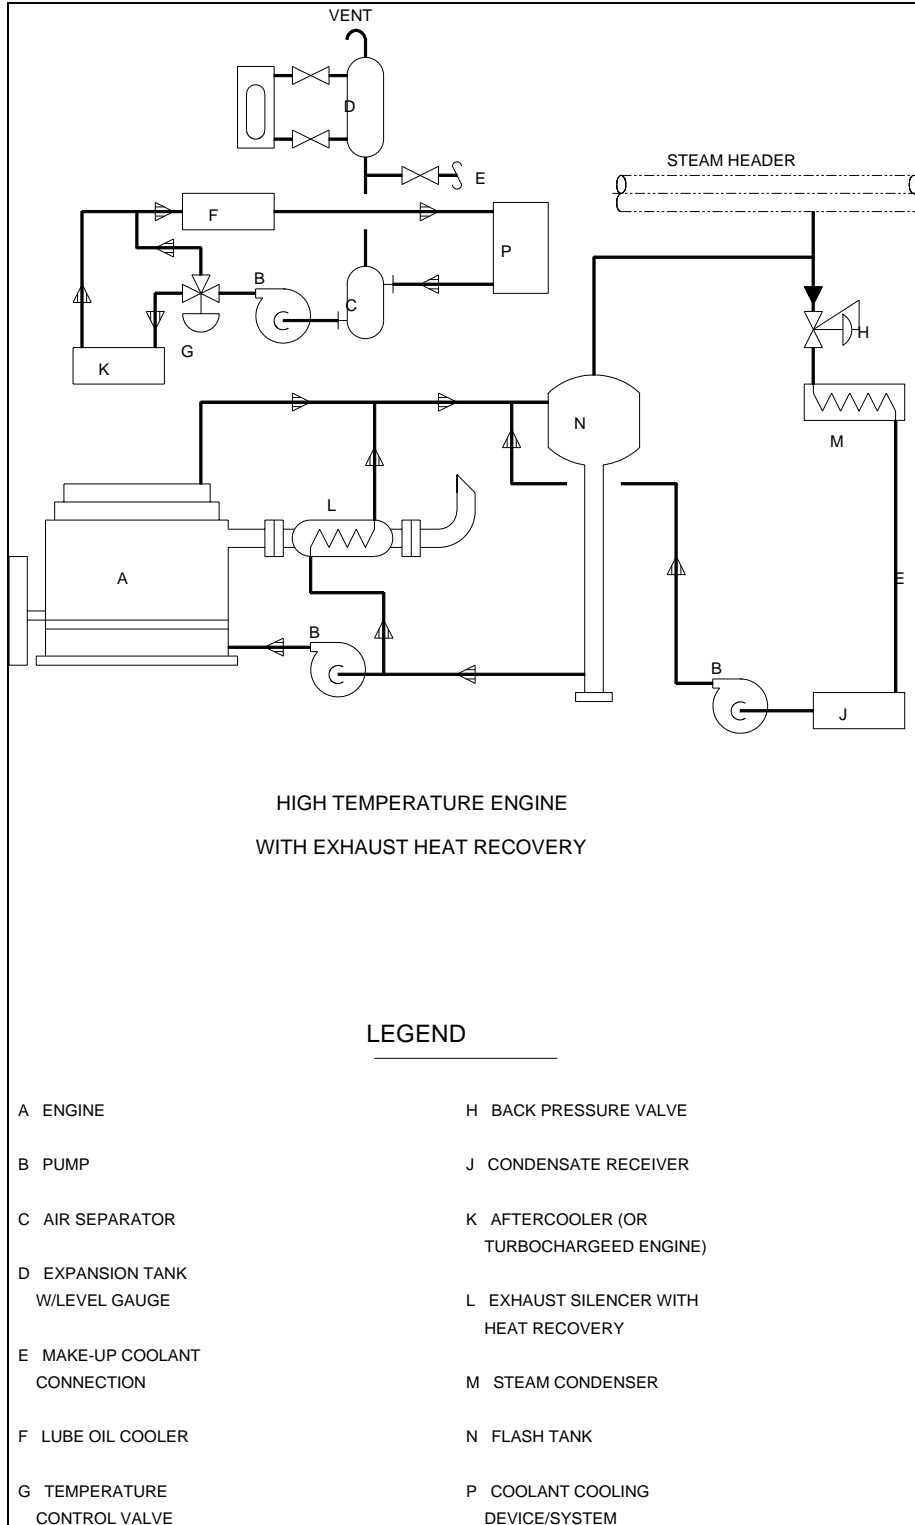 VENT
D
E
STEAM HEADER
F
P
B
C
G
K
H
N
M
L
A
E
B
B
J
HIGH TEMPERATURE ENGINE
WITH EXHAUST HEAT RECOVERY
LEGEND
A ENGINE
B PUMP
C AIR SEPARATOR
D EXPANSION TANK
W/LEVEL GAUGE
E MAKE-UP COOLANT
CONNECTION
F LUBE OIL COOLER
G TEMPERATURE
CONTROL VALVE
H BACK PRESSURE VALVE
J CONDENSATE RECEIVER
K AFTERCOOLER (OR
TURBOCHARGEED ENGINE)
L EXHAUST SILENCER WITH
HEAT RECOVERY
M STEAM CONDENSER
N FLASH TANK
P COOLANT COOLING
DEVICE/SYSTEM